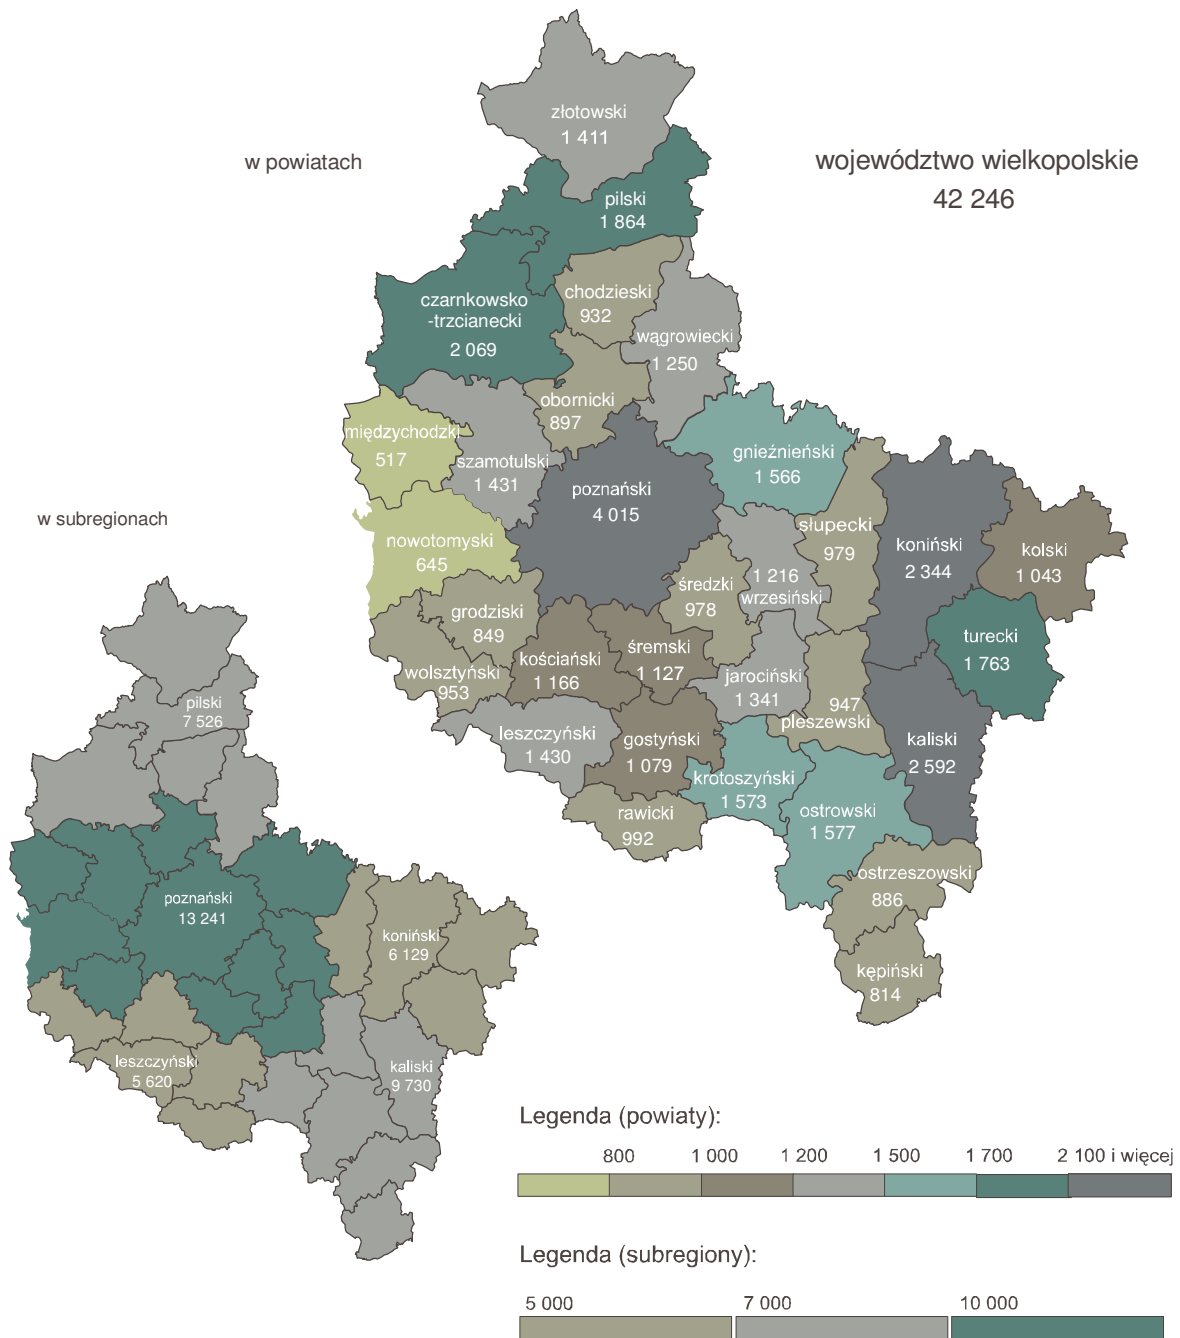 złotowski
1 411
w powiatach
województwo wielkopolskie
42 246
pilski
1 864
chodzieski
932
czarnkowsko
-trzcianecki
2 069
wągrowiecki
1 250
obornicki
897
międzychodzki
517
szamotulski
1 431
gnieźnieński
1 566
poznański
4 015
w subregionach
słupecki
979
koniński
2 344
kolski
1 043
nowotomyski
645
średzki
978
1 216
wrzesiński
grodziski
849
turecki
1 763
kościański
1 166
śremski
1 127
wolsztyński
953
jarociński
1 341
947
pleszewski
leszczyński
1 430
gostyński
1 079
kaliski
2 592
krotoszyński
1 573
ostrowski
1 577
rawicki
992
ostrzeszowski
886
kępiński
814
pilski
7 526
poznański
13 241
koniński
6 129
leszczyński
5 620
kaliski
9 730
Legenda (powiaty):
800 1 000 1 200 1 500 1 700 2 100 i więcej
Legenda (subregiony):
5 000 7 000 10 000